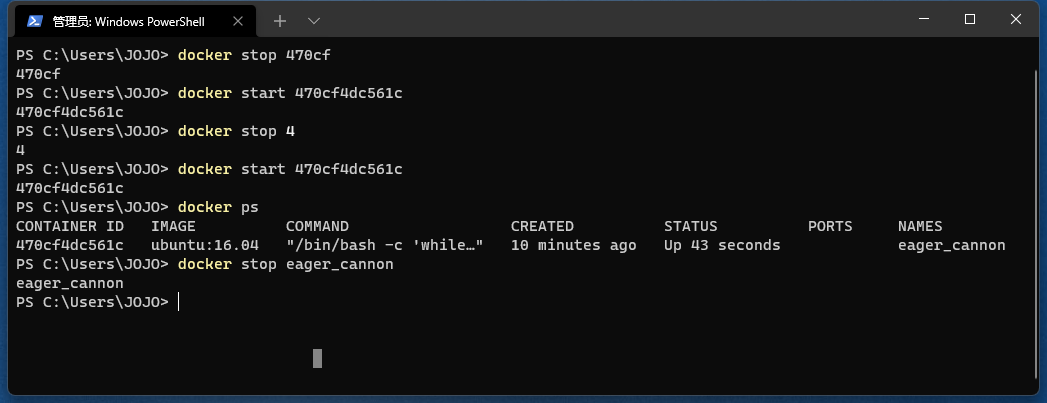 管理员: Windows PowerShell
PS C:\Users\JOJO> docker stop 470cf
470cf
PS C:\Users\JOJO> docker start 470cf4dc561c
470cf4dc561c
PS C:\Users\JOJO> docker stop 4
4
PS C:\Users\JOJO> docker start 470cf4dc561c
470cf4dc561c
PS C:\Users\JOJO> docker ps
CONTAINER ID   IMAGE          COMMAND                  CREATED          STATUS          PORTS     NAMES
470cf4dc561c   ubuntu:16.04   "/bin/bash -c 'while…"   10 minutes ago   Up 43 seconds             eager_cannon
PS C:\Users\JOJO> docker stop eager_cannon
eager_cannon
PS C:\Users\JOJO>